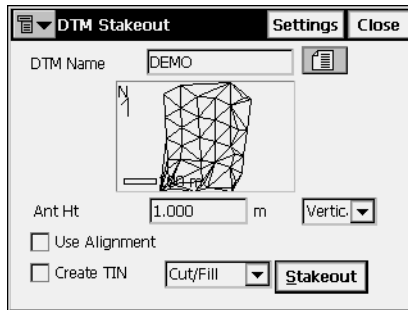 DTM Stakeout Settings Close
DTM Name DEMO
N
Ant Ht 1.000 m Vertic
Use Alignment
Create TIN Cut/Fill Stakeout